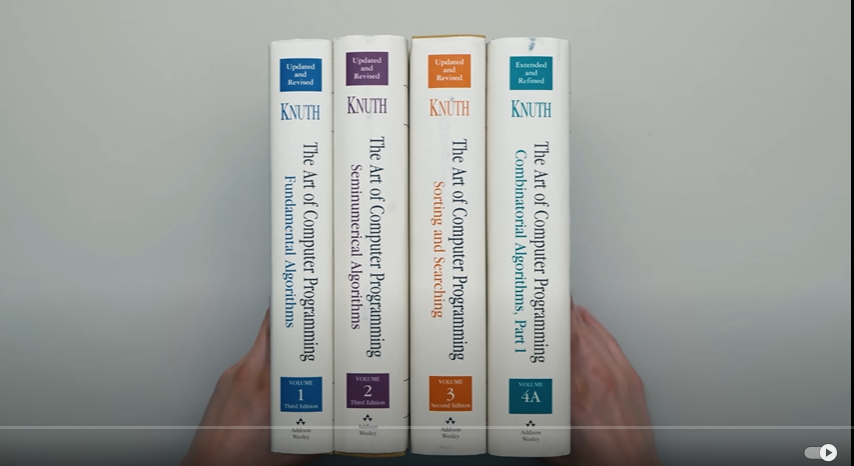 Updated
and
Revised
KNUTH
The Art of Computer Programming
Fundamental Algorithms
VOLUME
1
Third Edition
Addison
Wesley
Updated
and
Revised
KNUTH
The Art of Computer Programming
Seminumerical Algorithms
VOLUME
2
Third Edition
Addison
Wesley
Updated
and
Revised
KNUTH
The Art of Computer Programming
Sorting and Searching
VOLUME
3
Second Edition
Addison
Wesley
Extended
and
Refined
KNUTH
The Art of Computer Programming
Combinatorial Algorithms, Part 1
VOLUME
4A
Addison
Wesley